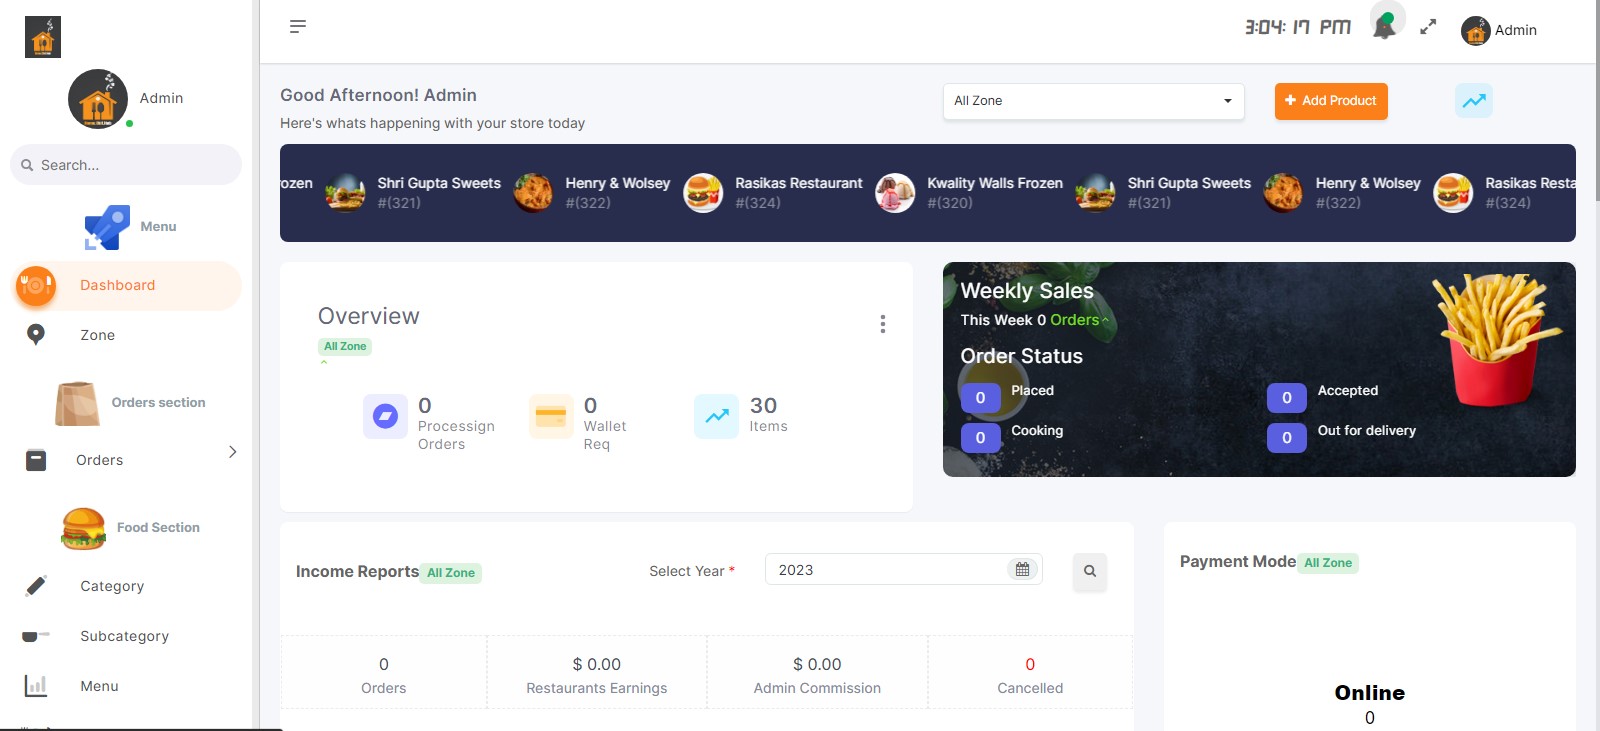 3:04:17 PM
Admin
Admin
Search...
Menu
Dashboard
Zone
Orders section
Orders
Food Section
Category
Subcategory
Menu
Good Afternoon! Admin
Here's whats happening with your store today
All Zone
Add Product
rozen
Shri Gupta Sweets
#(321)
Henry & Wolsey
#(322)
Rasikas Restaurant
#(324)
Kwality Walls Frozen
#(320)
Shri Gupta Sweets
#(321)
Henry & Wolsey
#(322)
Rasikas Resta
#(324)
Overview
All Zone
0
Processign
Orders
0
Wallet
Req
30
Items
Weekly Sales
This Week 0 Orders
Order Status
0 Placed
0 Accepted
0 Cooking
0 Out for delivery
Income Reports All Zone
Select Year *
2023
0
Orders
$ 0.00
Restaurants Earnings
$ 0.00
Admin Commission
0
Cancelled
Payment Mode All Zone
Online
0